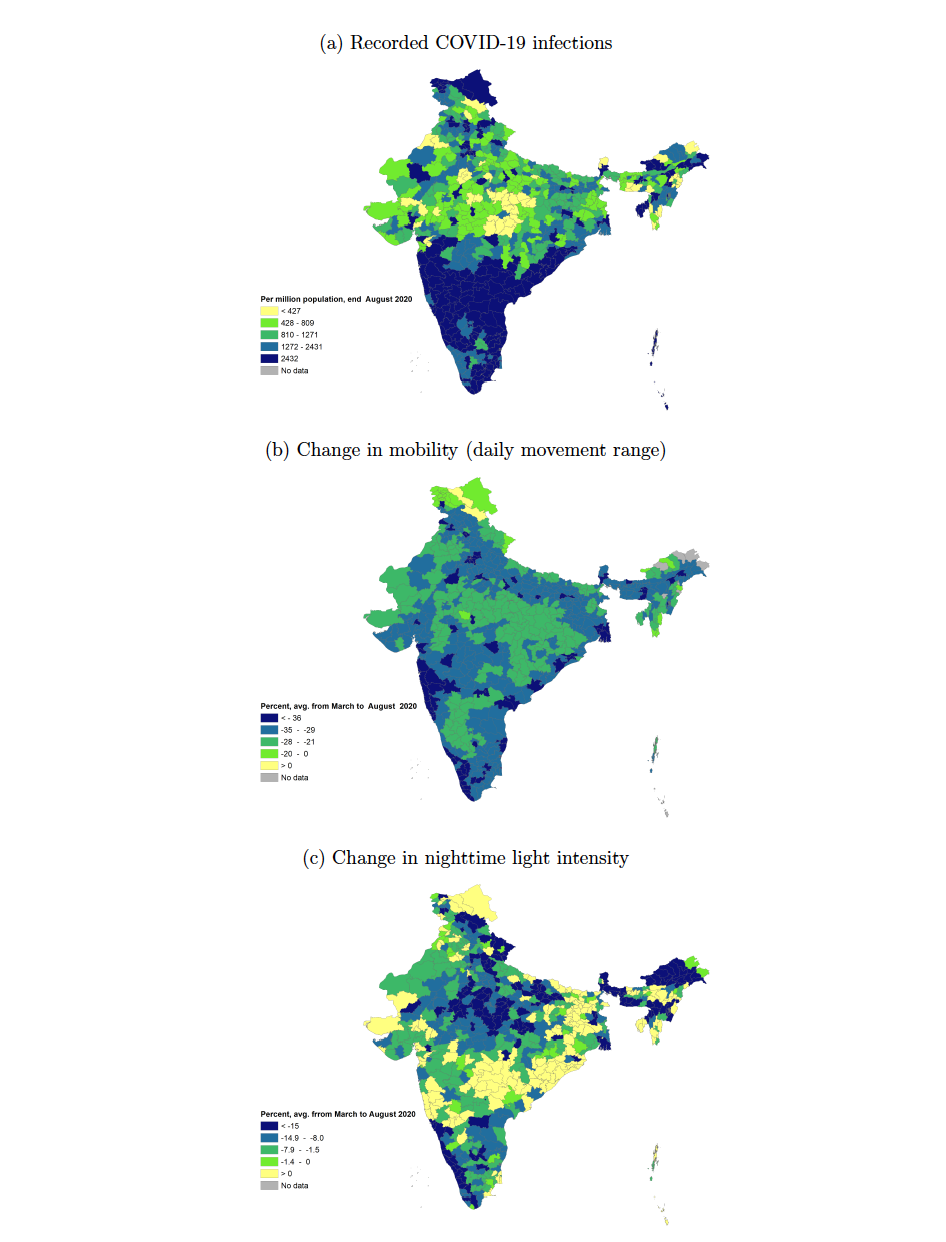 (a) Recorded COVID-19 infections
Per million population, end August 2020
< 427
428 - 809
810 - 1271
1272 - 2431
2432
No data
(b) Change in mobility (daily movement range)
Percent, avg. from March to August 2020
< - 36
-35 - -29
-28 - -21
-20 - 0
> 0
No data
(c) Change in nighttime light intensity
Percent, avg. frrom March to August 2020
< -15
-14.9 - -8.0
-7.9 - -1.5
-1.4 - 0
> 0
No data